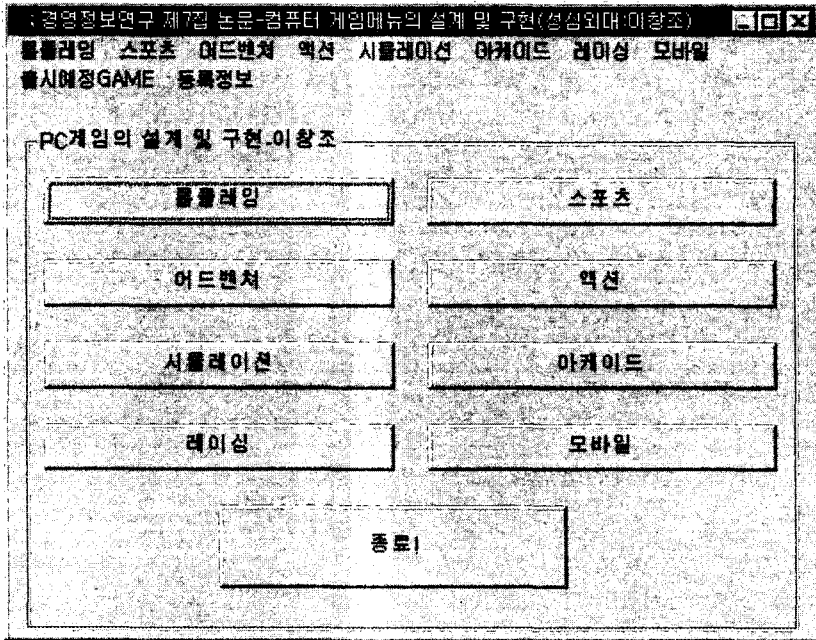 경영정보연구 제7집 논문-컴퓨터 게임메뉴의 설계 및 구현(성심외대:이창조)
롤플레잉 스포츠 어드벤쳐 액션 시뮬레이션 아케이드 레이싱 모바일
출시예정GAME 등록정보
PC게임의 설계 및 구현-이창조
롤플레잉 스포츠
어드벤쳐 액션
시뮬레이션 아케이드
레이싱 모바일
종료!